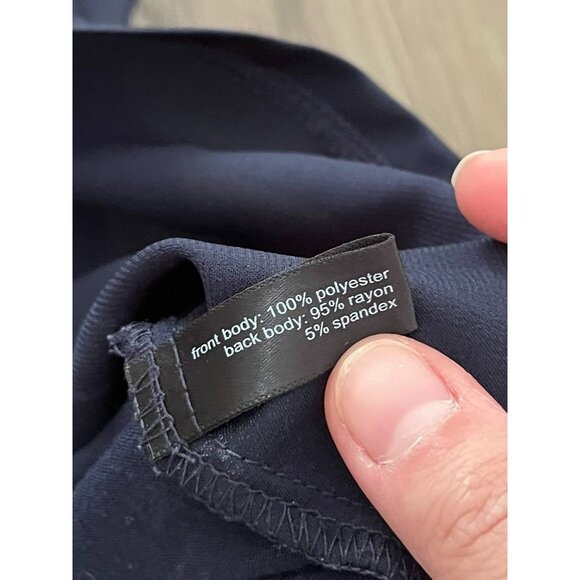 front body: 100% polyester
back body: 95% rayon
5% spandex